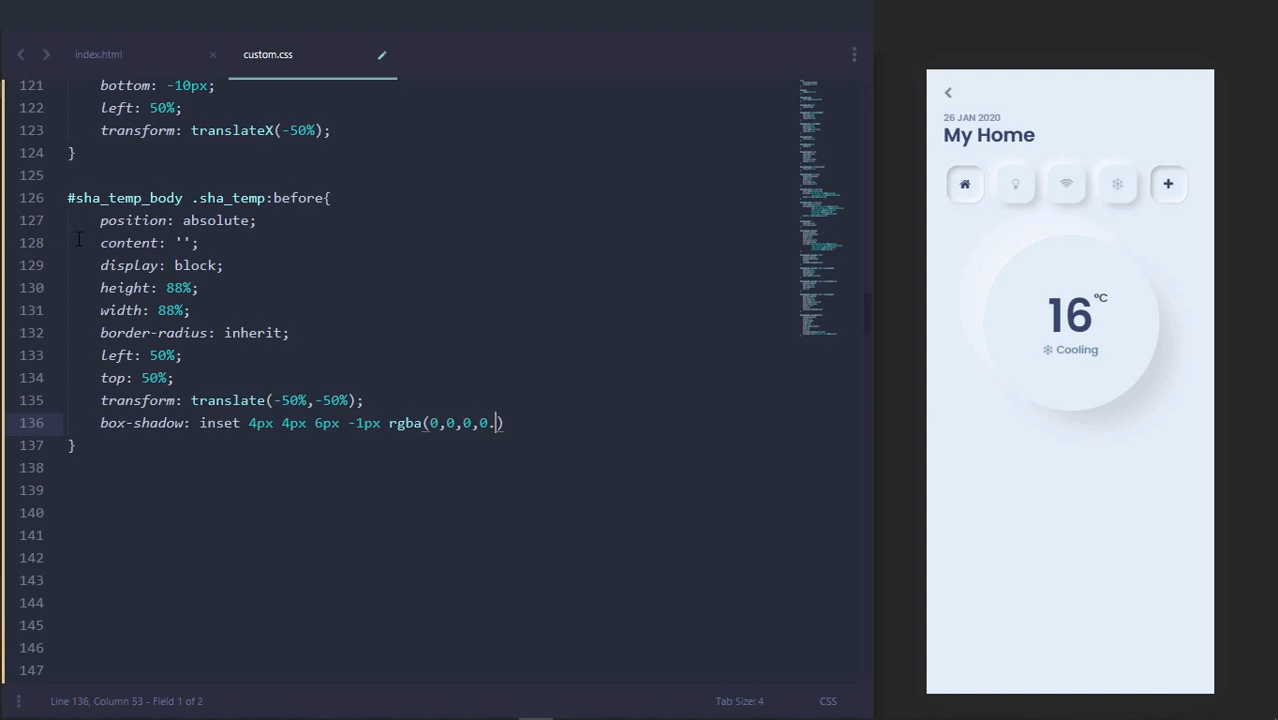 index.html
custom.css
121 bottom: -10px;
122 left: 50%;
123 transform: translateX(-50%);
124 }
125
126 #sha_temp_body .sha_temp:before{
127 position: absolute;
128 content: '';
129 display: block;
130 height: 88%;
131 width: 88%;
132 border-radius: inherit;
133 left: 50%;
134 top: 50%;
135 transform: translate(-50%,-50%);
136 box-shadow: inset 4px 4px 6px -1px rgba(0,0,0,0.)
137 }
138
139
140
141
142
143
144
145
146
147
Line 136, Column 53 - Field 1 of 2
Tab Size: 4
CSS
26 JAN 2020
My Home
16 °C
Cooling